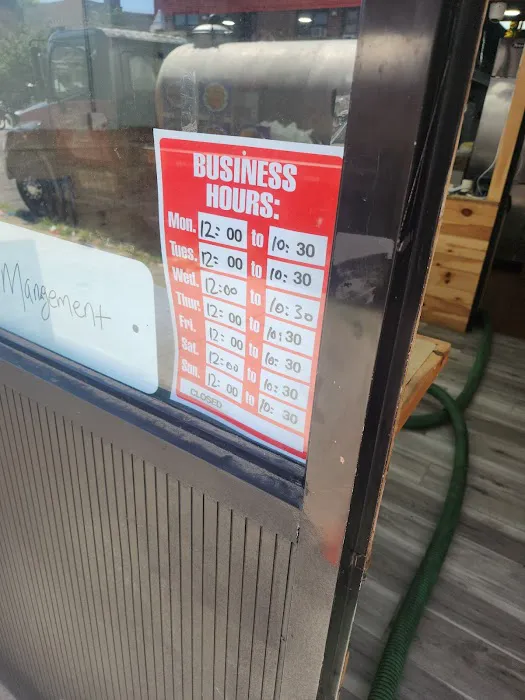 BUSINESS
HOURS:
Mon. 12:00 to 10:30
Tues. 12:00 to 10:30
Wed. 12:00 to 10:30
Thur. 12:00 to 10:30
Fri. 12:00 to 10:30
Sat. 12:00 to 10:30
Sun. 12:00 to 10:30
CLOSED
Mangement.